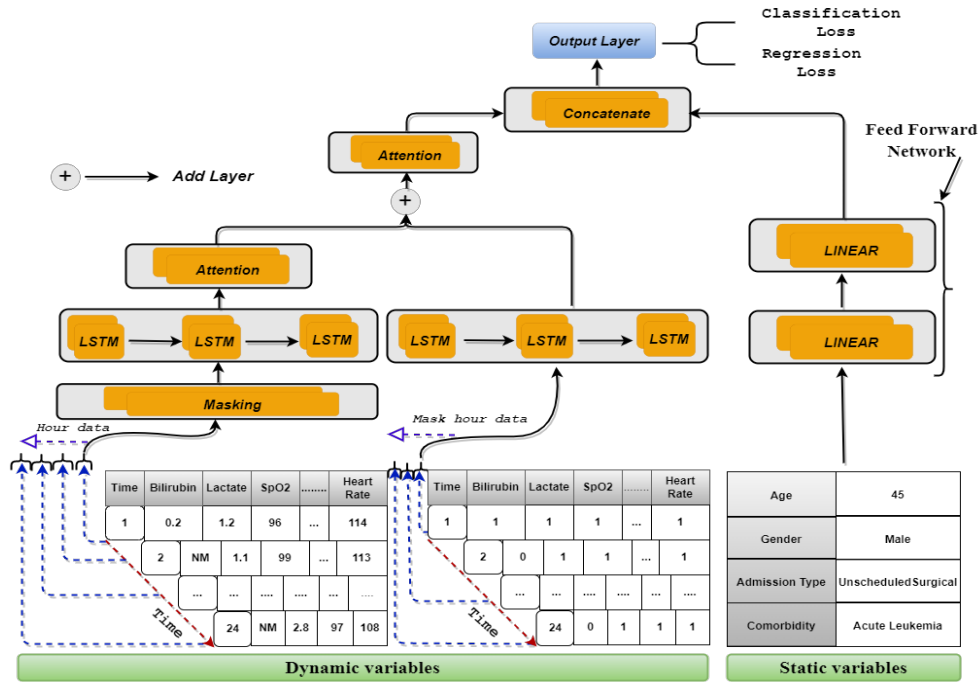 Classification
Loss
Output Layer
Regression
Loss
Concatenate
Feed Forward
Network
Attention
+
Add Layer
+
LINEAR
Attention
LSTM
LSTM
LSTM
LSTM
LSTM
LSTM
LINEAR
Masking
Hour data
Mask hour data
Time Bilirubin Lactate SpO2 ........ Heart Rate
1 0.2 1.2 96 ... 114
2 NM 1.1 99 ... 113
... ... .... .... ... .....
24 NM 2.8 97 108
Time
Time Bilirubin Lactate SpO2 ........ Heart Rate
1 1 1 1 ... 1
2 0 1 1 ... 1
... ... .... ... ... ....
24 0 1 1 1
Time
Age 45
Gender Male
Admission Type UnscheduledSurgical
Comorbidity Acute Leukemia
Dynamic variables
Static variables